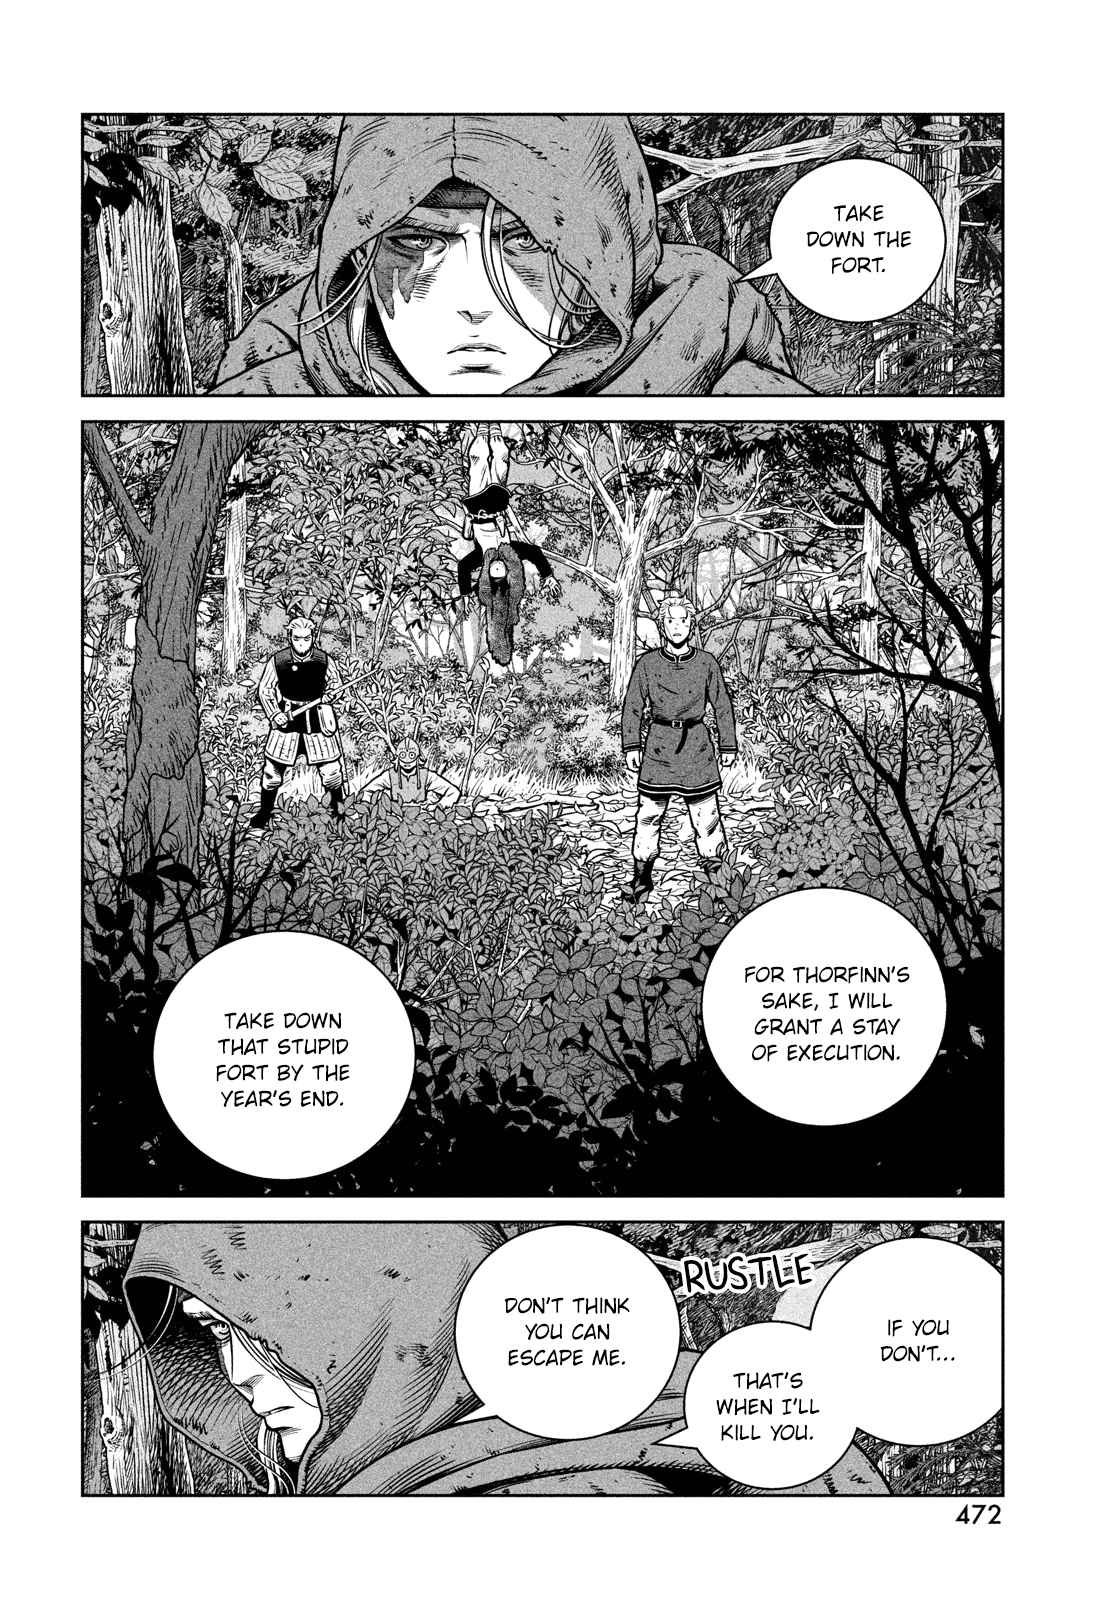 TAKE
DOWN THE
FORT.
FOR THORFINN'S
SAKE, I WILL
GRANT A STAY
OF EXECUTION.
TAKE DOWN
THAT STUPID
FORT BY THE
YEAR'S END.
IF YOU
DON'T...
THAT'S
WHEN I'LL
KILL YOU.
RUSTLE
DON'T THINK
YOU CAN
ESCAPE ME.
472